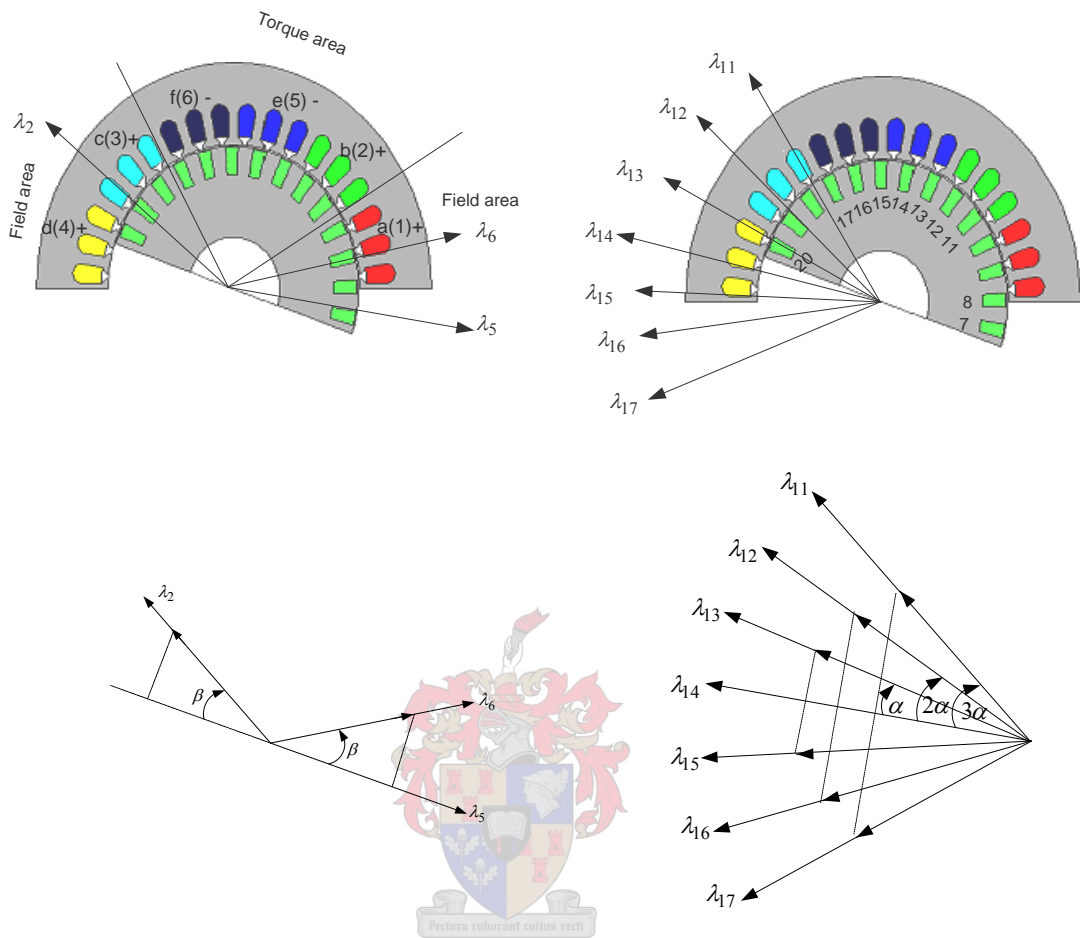 Torque area
f(6) -
e(5) -
c(3)+
b(2)+
λ2
Field area
d(4)+
Field area
a(1)+
λ6
λ5
λ11
λ12
λ13
λ14
λ15
λ16
λ17
20
17
16
15
14
13
12
11
8
7
λ2
β
λ6
β
λ5
λ11
λ12
λ13
λ14
α
2α
3α
λ15
λ16
λ17
Pectora roborant cultus recti